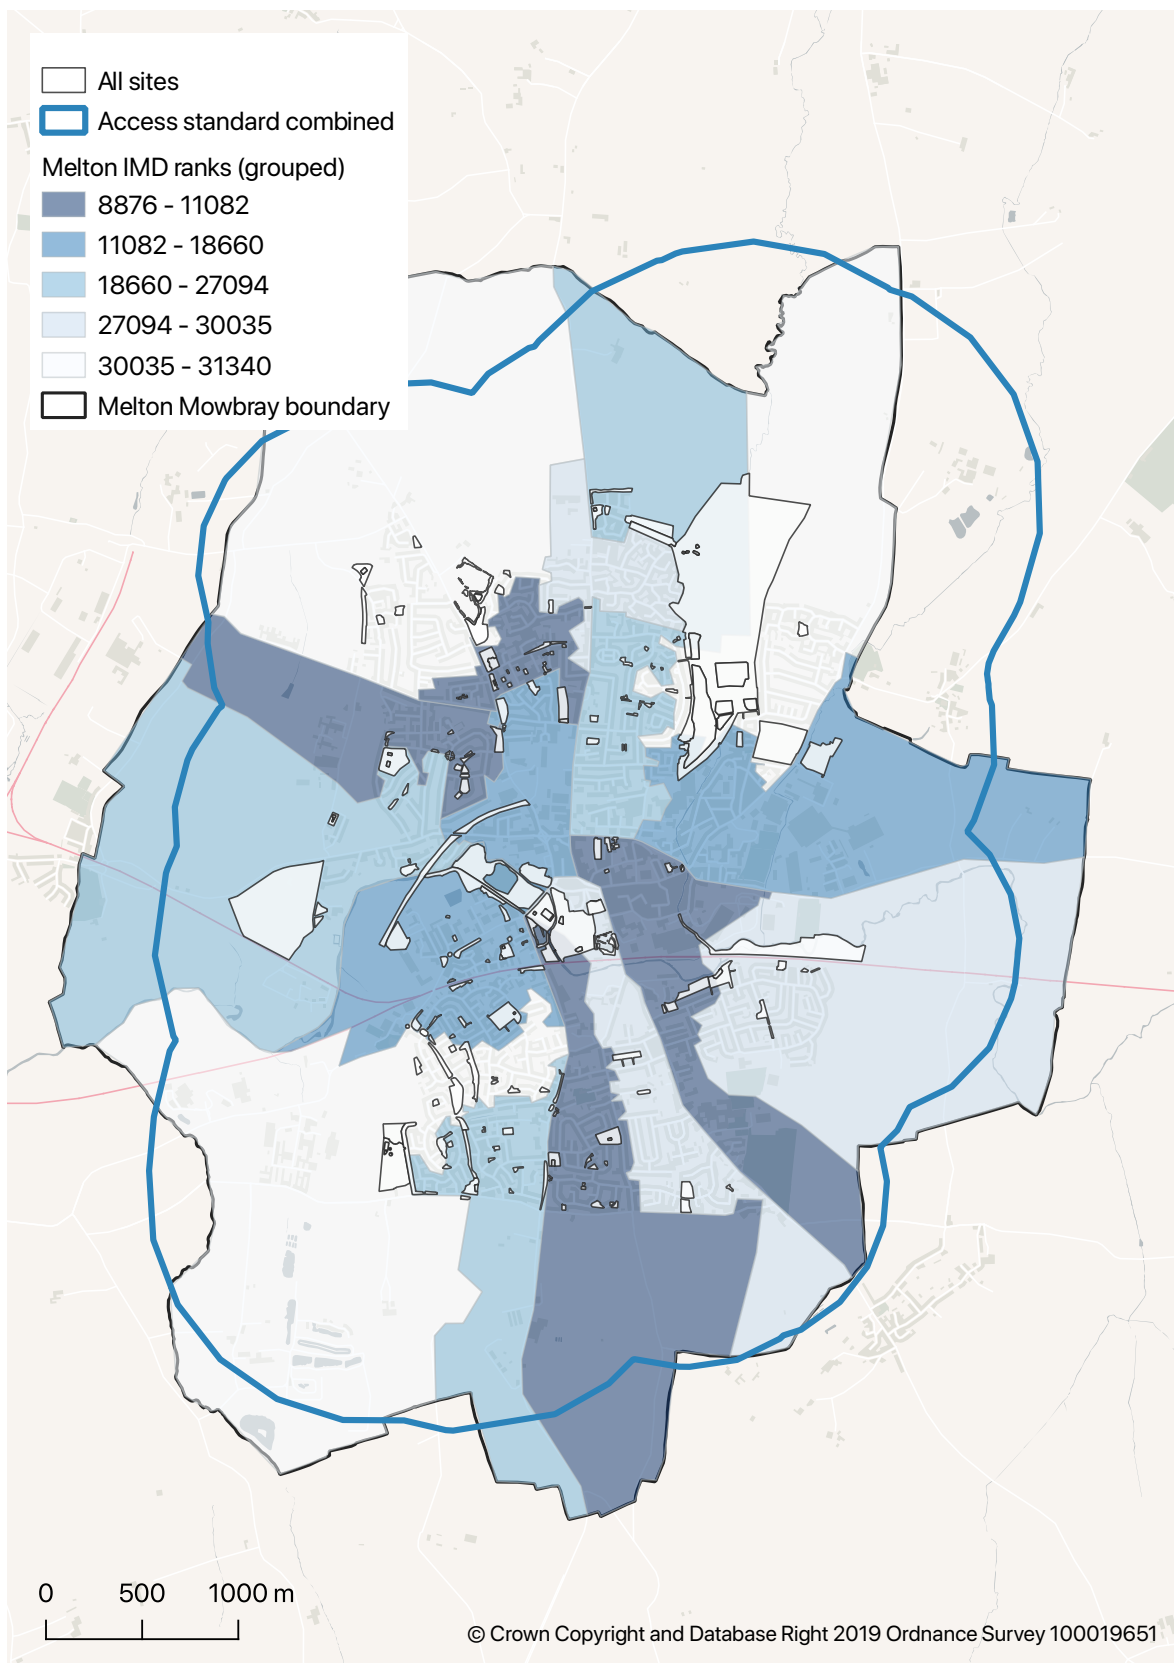 All sites
Access standard combined
Melton IMD ranks (grouped)
8876 - 11082
11082 - 18660
18660 - 27094
27094 - 30035
30035 - 31340
Melton Mowbray boundary
0 500 1000 m
© Crown Copyright and Database Right 2019 Ordnance Survey 100019651